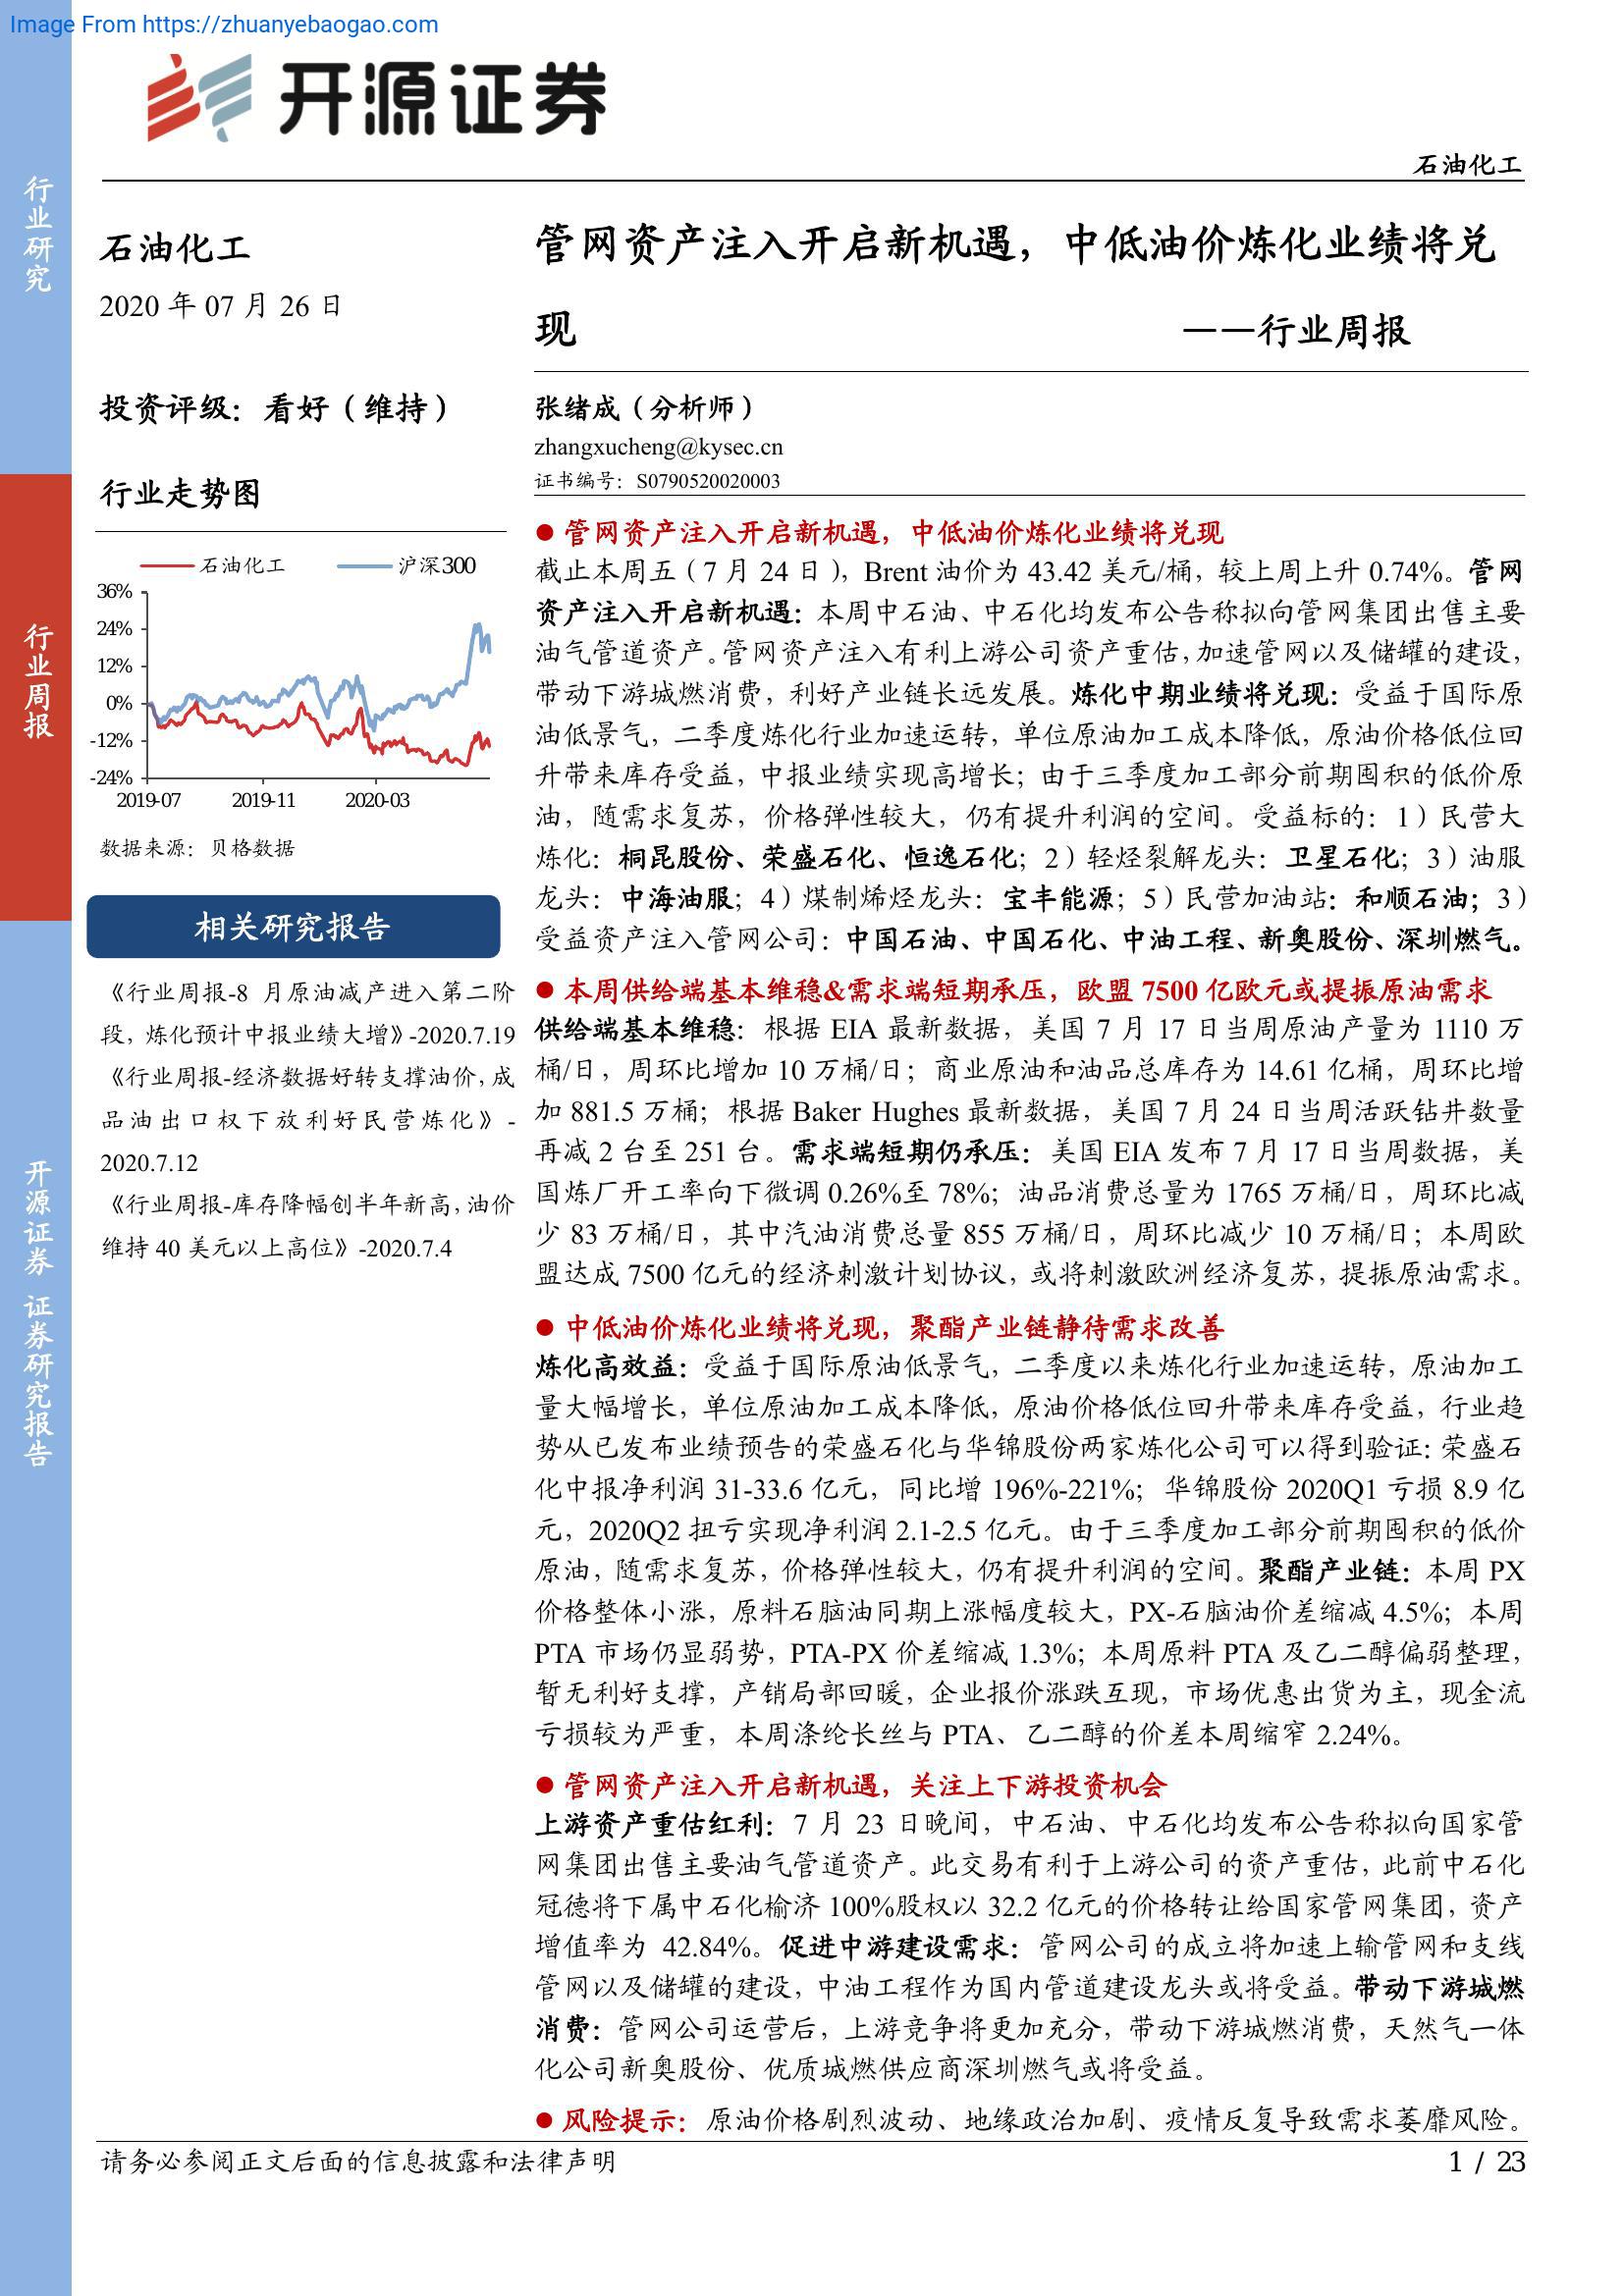 Image From https://zhuanyebaogao.com
开源证券
石油化工
行业研究
行业周报
开源证券 证券研究报告
石油化工
2020 年 07 月 26 日
投资评级：看好（维持）
行业走势图
石油化工 沪深300
36%
24%
12%
0%
-12%
-24%
2019-07 2019-11 2020-03
数据来源：贝格数据
相关研究报告
《行业周报-8 月原油减产进入第二阶
段，炼化预计中报业绩大增》-2020.7.19
《行业周报-经济数据好转支撑油价，成
品油出口权下放利好民营炼化》-
2020.7.12
《行业周报-库存降幅创半年新高，油价
维持 40 美元以上高位》-2020.7.4
管网资产注入开启新机遇，中低油价炼化业绩将兑
现 ——行业周报
张绪成（分析师）
zhangxucheng@kysec.cn
证书编号：S0790520020003
● 管网资产注入开启新机遇，中低油价炼化业绩将兑现
截止本周五（7 月 24 日），Brent 油价为 43.42 美元/桶，较上周上升 0.74%。管网
资产注入开启新机遇：本周中石油、中石化均发布公告称拟向管网集团出售主要
油气管道资产。管网资产注入有利上游公司资产重估，加速管网以及储罐的建设，
带动下游城燃消费，利好产业链长远发展。炼化中期业绩将兑现：受益于国际原
油低景气，二季度炼化行业加速运转，单位原油加工成本降低，原油价格低位回
升带来库存受益，中报业绩实现高增长；由于三季度加工部分前期囤积的低价原
油，随需求复苏，价格弹性较大，仍有提升利润的空间。受益标的：1）民营大
炼化：桐昆股份、荣盛石化、恒逸石化；2）轻烃裂解龙头：卫星石化；3）油服
龙头：中海油服；4）煤制烯烃龙头：宝丰能源；5）民营加油站：和顺石油；3）
受益资产注入管网公司：中国石油、中国石化、中油工程、新奥股份、深圳燃气。
● 本周供给端基本维稳&需求端短期承压，欧盟 7500 亿欧元或提振原油需求
供给端基本维稳：根据 EIA 最新数据，美国 7 月 17 日当周原油产量为 1110 万
桶/日，周环比增加 10 万桶/日；商业原油和油品总库存为 14.61 亿桶，周环比增
加 881.5 万桶；根据 Baker Hughes 最新数据，美国 7 月 24 日当周活跃钻井数量
再减 2 台至 251 台。需求端短期仍承压：美国 EIA 发布 7 月 17 日当周数据，美
国炼厂开工率向下微调 0.26%至 78%；油品消费总量为 1765 万桶/日，周环比减
少 83 万桶/日，其中汽油消费总量 855 万桶/日，周环比减少 10 万桶/日；本周欧
盟达成 7500 亿元的经济刺激计划协议，或将刺激欧洲经济复苏，提振原油需求。
● 中低油价炼化业绩将兑现，聚酯产业链静待需求改善
炼化高效益：受益于国际原油低景气，二季度以来炼化行业加速运转，原油加工
量大幅增长，单位原油加工成本降低，原油价格低位回升带来库存受益，行业趋
势从已发布业绩预告的荣盛石化与华锦股份两家炼化公司可以得到验证：荣盛石
化中报净利润 31-33.6 亿元，同比增 196%-221%；华锦股份 2020Q1 亏损 8.9 亿
元，2020Q2 扭亏实现净利润 2.1-2.5 亿元。由于三季度加工部分前期囤积的低价
原油，随需求复苏，价格弹性较大，仍有提升利润的空间。聚酯产业链：本周 PX
价格整体小涨，原料石脑油同期上涨幅度较大，PX-石脑油价差缩减 4.5%；本周
PTA 市场仍显弱势，PTA-PX 价差缩减 1.3%；本周原料 PTA 及乙二醇偏弱整理，
暂无利好支撑，产销局部回暖，企业报价涨跌互现，市场优惠出货为主，现金流
亏损较为严重，本周涤纶长丝与 PTA、乙二醇的价差本周缩窄 2.24%。
● 管网资产注入开启新机遇，关注上下游投资机会
上游资产重估红利：7 月 23 日晚间，中石油、中石化均发布公告称拟向国家管
网集团出售主要油气管道资产。此交易有利于上游公司的资产重估，此前中石化
冠德将下属中石化榆济 100%股权以 32.2 亿元的价格转让给国家管网集团，资产
增值率为 42.84%。促进中游建设需求：管网公司的成立将加速上输管网和支线
管网以及储罐的建设，中油工程作为国内管道建设龙头或将受益。带动下游城燃
消费：管网公司运营后，上游竞争将更加充分，带动下游城燃消费，天然气一体
化公司新奥股份、优质城燃供应商深圳燃气或将受益。
● 风险提示：原油价格剧烈波动、地缘政治加剧、疫情反复导致需求萎靡风险。
请务必参阅正文后面的信息披露和法律声明
1 / 23